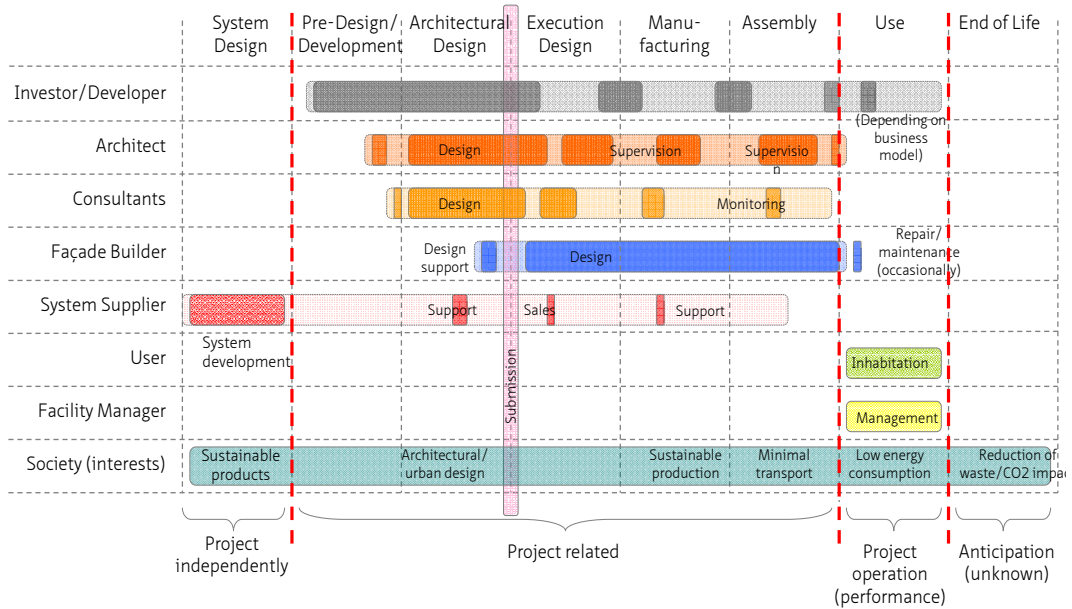 System
Design
Pre-Design/
Development
Architectural
Design
Execution
Design
Manu-
facturing
Assembly
Use
End of Life
Investor/Developer
(Depending on
business
model)
Architect
Design
Supervision
Supervisio
n
Consultants
Design
Monitoring
Façade Builder
Design
support
Design
Repair/
maintenance
(occasionally)
System Supplier
Support
Sales
Support
System
development
Submission
User
Inhabitation
Facility Manager
Management
Society (interests)
Sustainable
products
Architectural/
urban design
Sustainable
production
Minimal
transport
Low energy
consumption
Reduction of
waste/CO2 impac
Project
independently
Project related
Project
operation
(performance)
Anticipation
(unknown)